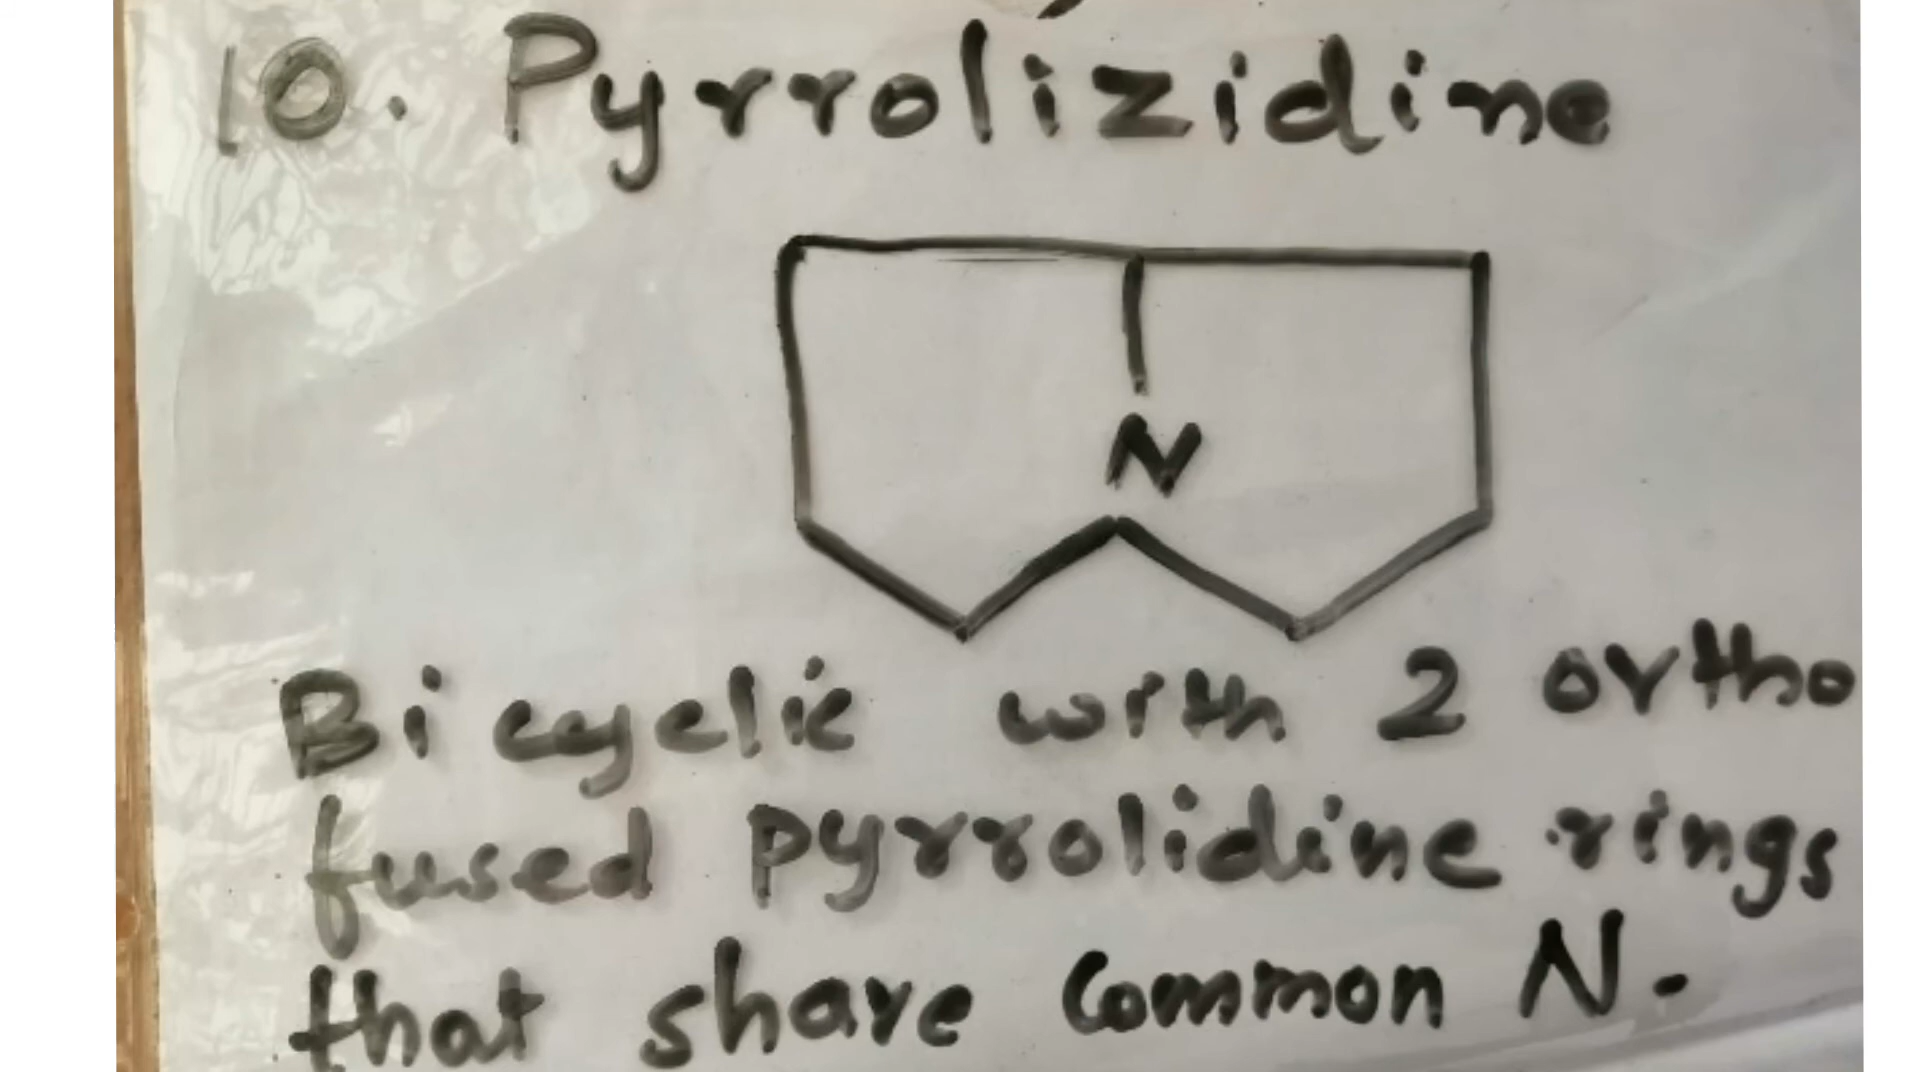 10. Pyrrolizidine
N
Bicyclic with 2 ortho
fused pyrrolidine rings
that share common N.